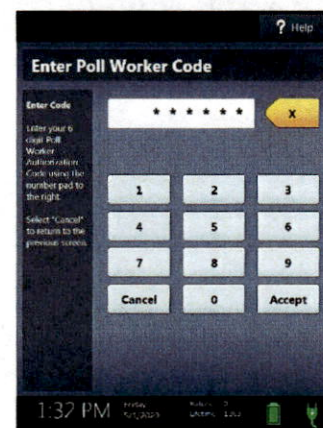 ? Help
Enter Poll Worker Code
Enter Code
Enter your 6
digit Poll
Worker
Authorization
Code using the
number pad to
the right.
Select "Cancel"
to return to the
previous screen.
* * * * * *
X
1 2 3
4 5 6
7 8 9
Cancel 0 Accept
1:32 PM
Friday